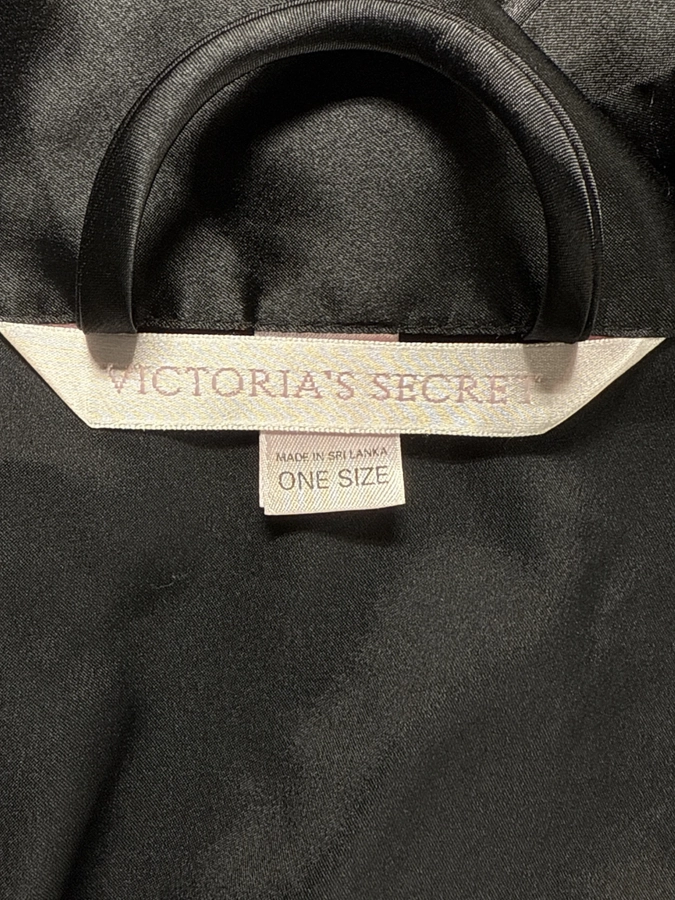 VICTORIA'S SECRET
MADE IN SRI LANKA
ONE SIZE